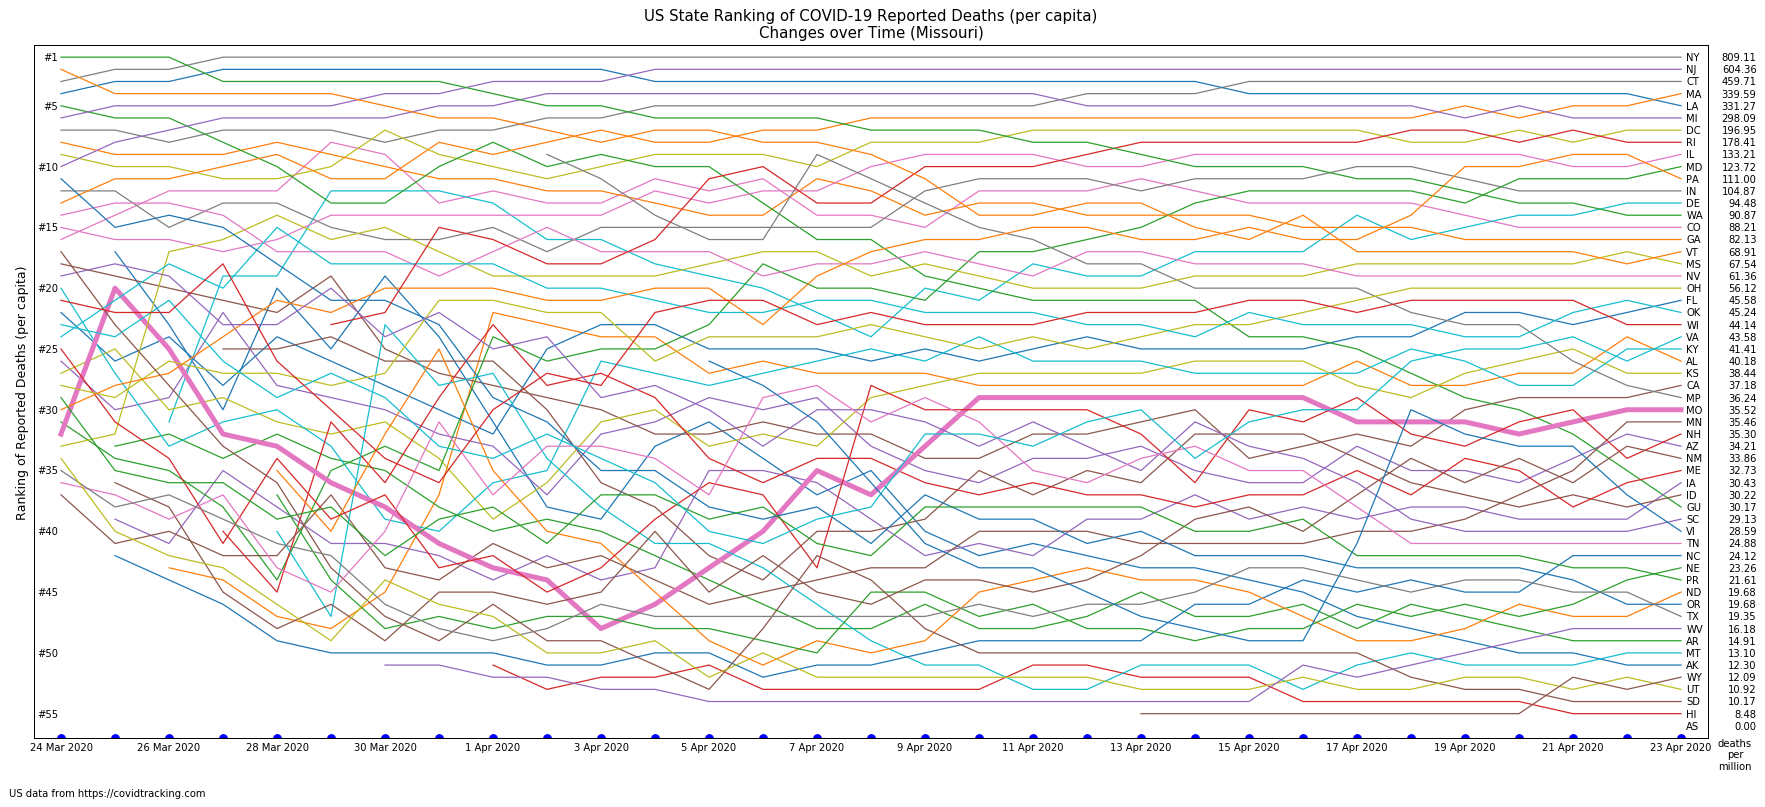 US State Ranking of COVID-19 Reported Deaths (per capita)
Changes over Time (Missouri)
Ranking of Reported Deaths (per capita)
#1
#5
#10
#15
#20
#25
#30
#35
#40
#45
#50
#55
NY 809.11
NJ 604.36
CT 459.71
MA 339.59
LA 331.27
MI 298.09
DC 196.95
RI 178.41
IL 133.21
MD 123.72
PA 111.00
IN 104.87
DE 94.48
WA 90.87
CO 88.21
GA 82.13
VT 68.91
MS 67.54
NV 61.36
OH 56.12
FL 45.58
OK 45.24
WI 44.14
VA 43.58
KY 41.41
AL 40.18
KS 38.44
CA 37.18
MP 36.24
MO 35.52
MN 35.46
NH 35.30
AZ 34.21
NM 33.86
ME 32.73
IA 30.43
ID 30.22
GU 30.17
SC 29.13
VI 28.59
TN 24.88
NC 24.12
NE 23.26
PR 21.61
ND 19.68
OR 19.68
TX 19.35
WV 16.18
AR 14.91
MT 13.10
AK 12.30
WY 12.09
UT 10.92
SD 10.17
HI 8.48
AS 0.00
24 Mar 2020 26 Mar 2020 28 Mar 2020 30 Mar 2020 1 Apr 2020 3 Apr 2020 5 Apr 2020 7 Apr 2020 9 Apr 2020 11 Apr 2020 13 Apr 2020 15 Apr 2020 17 Apr 2020 19 Apr 2020 21 Apr 2020 23 Apr 2020
deaths
per
million
US data from https://covidtracking.com